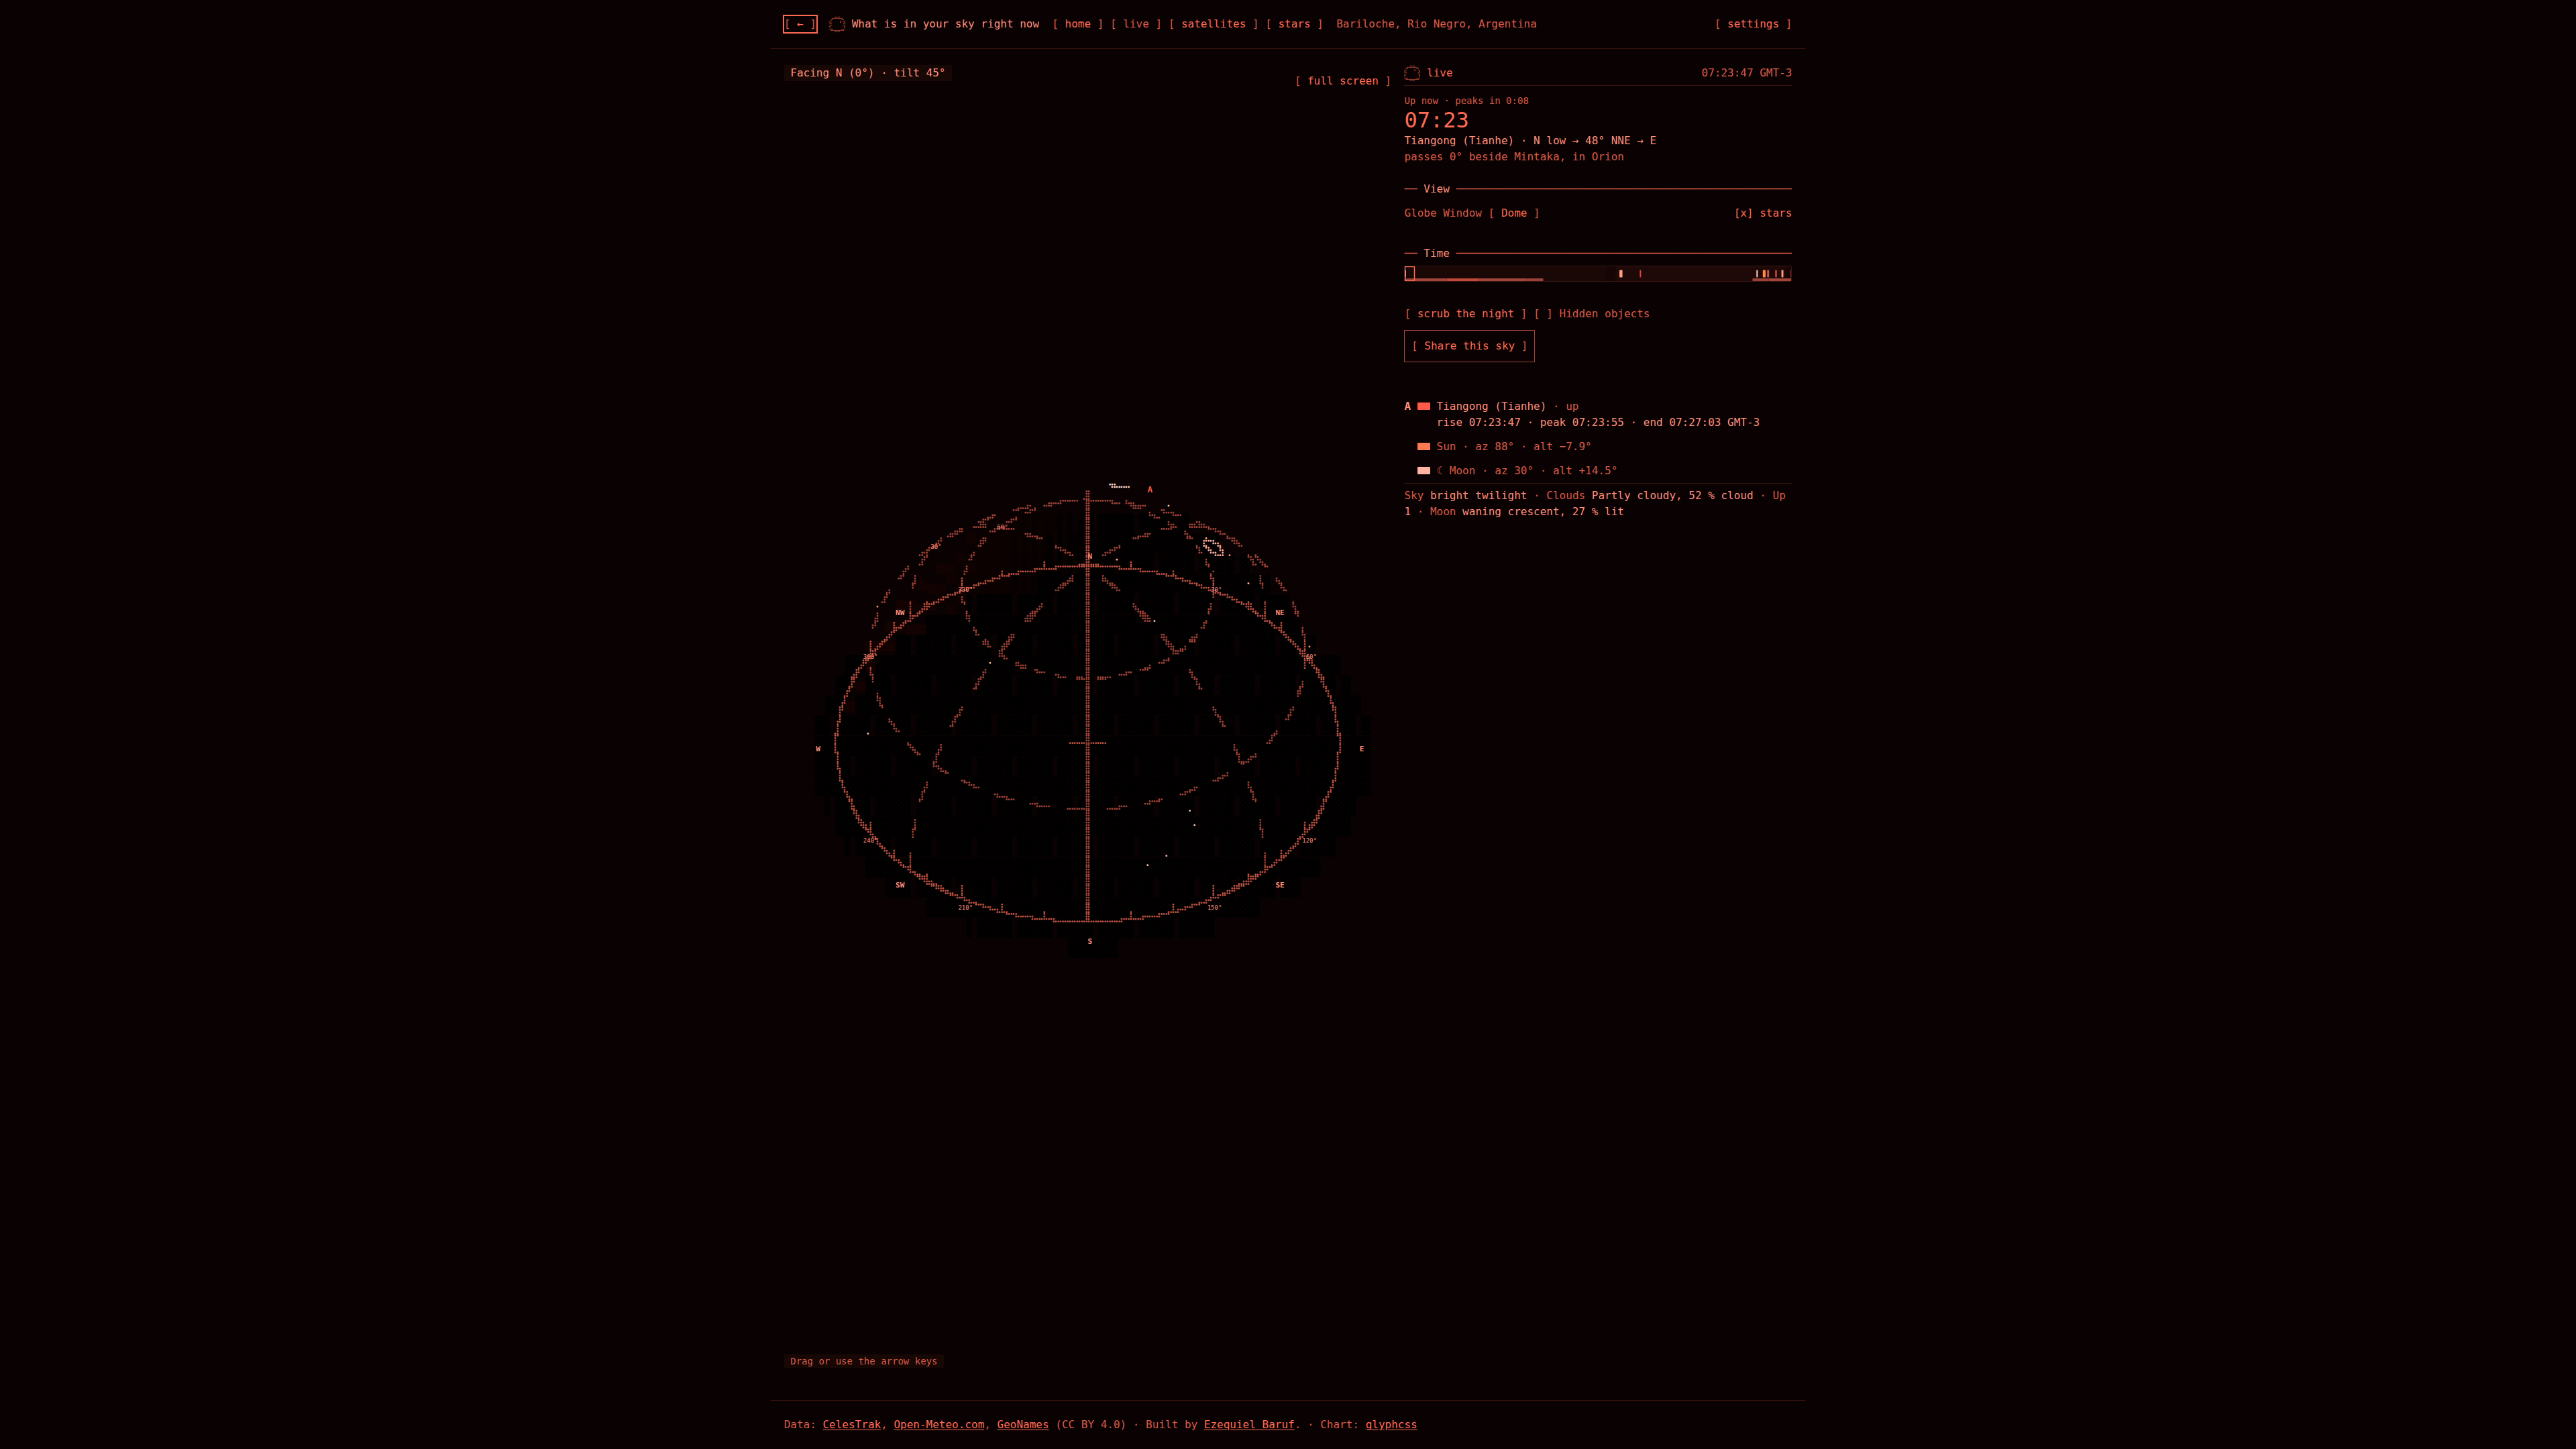 [ ← ] What is in your sky right now [ home ] [ live ] [ satellites ] [ stars ] Bariloche, Rio Negro, Argentina [ settings ]
Facing N (0°) · tilt 45°
[ full screen ]
live 07:23:47 GMT-3
Up now · peaks in 0:08
07:23
Tiangong (Tianhe) · N low → 48° NNE → E
passes 0° beside Mintaka, in Orion
View
Globe Window [ Dome ] [x] stars
Time
[ scrub the night ] [ ] Hidden objects
[ Share this sky ]
A Tiangong (Tianhe) · up
rise 07:23:47 · peak 07:23:55 · end 07:27:03 GMT-3
Sun · az 88° · alt −7.9°
☾ Moon · az 30° · alt +14.5°
Sky bright twilight · Clouds Partly cloudy, 52 % cloud · Up
1 · Moon waning crescent, 27 % lit
A
N
NW
NE
W
E
240°
120°
SW
SE
210°
150°
S
Drag or use the arrow keys
Data: CelesTrak, Open-Meteo.com, GeoNames (CC BY 4.0) · Built by Ezequiel Baruf. · Chart: glyphcss